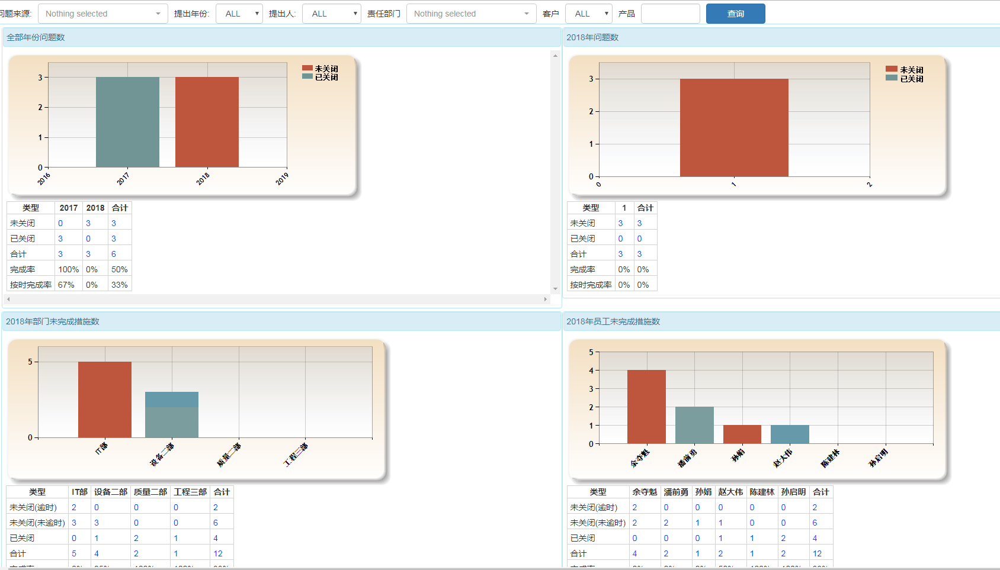 问题来源: Nothing selected 提出年份: ALL 提出人: ALL 责任部门 Nothing selected 客户 ALL 产品 查询
全部年份问题数
3
2
1
0
2016 2017 2018 2019
未关闭
已关闭
类型 2017 2018 合计
未关闭 0 3 3
已关闭 3 0 3
合计 3 3 6
完成率 100% 0% 50%
按时完成率 67% 0% 33%
2018年问题数
3
2
1
0
0 1 2
未关闭
已关闭
类型 1 合计
未关闭 3 3
已关闭 0 0
合计 3 3
完成率 0% 0%
按时完成率 0% 0%
2018年部门未完成措施数
5
0
IT部 设备二部 质量二部 工程三部
类型 IT部 设备二部 质量二部 工程三部 合计
未关闭(逾时) 2 0 0 0 2
未关闭(未逾时) 3 3 0 0 6
已关闭 0 1 2 1 4
合计 5 4 2 1 12
2018年员工未完成措施数
5
4
3
2
1
0
余夺魁 潘前勇 孙娟 赵大伟 陈建林 孙启明
类型 余夺魁 潘前勇 孙娟 赵大伟 陈建林 孙启明 合计
未关闭(逾时) 2 0 0 0 0 0 2
未关闭(未逾时) 2 2 1 1 0 0 6
已关闭 0 0 0 1 1 2 4
合计 4 2 1 2 1 2 12